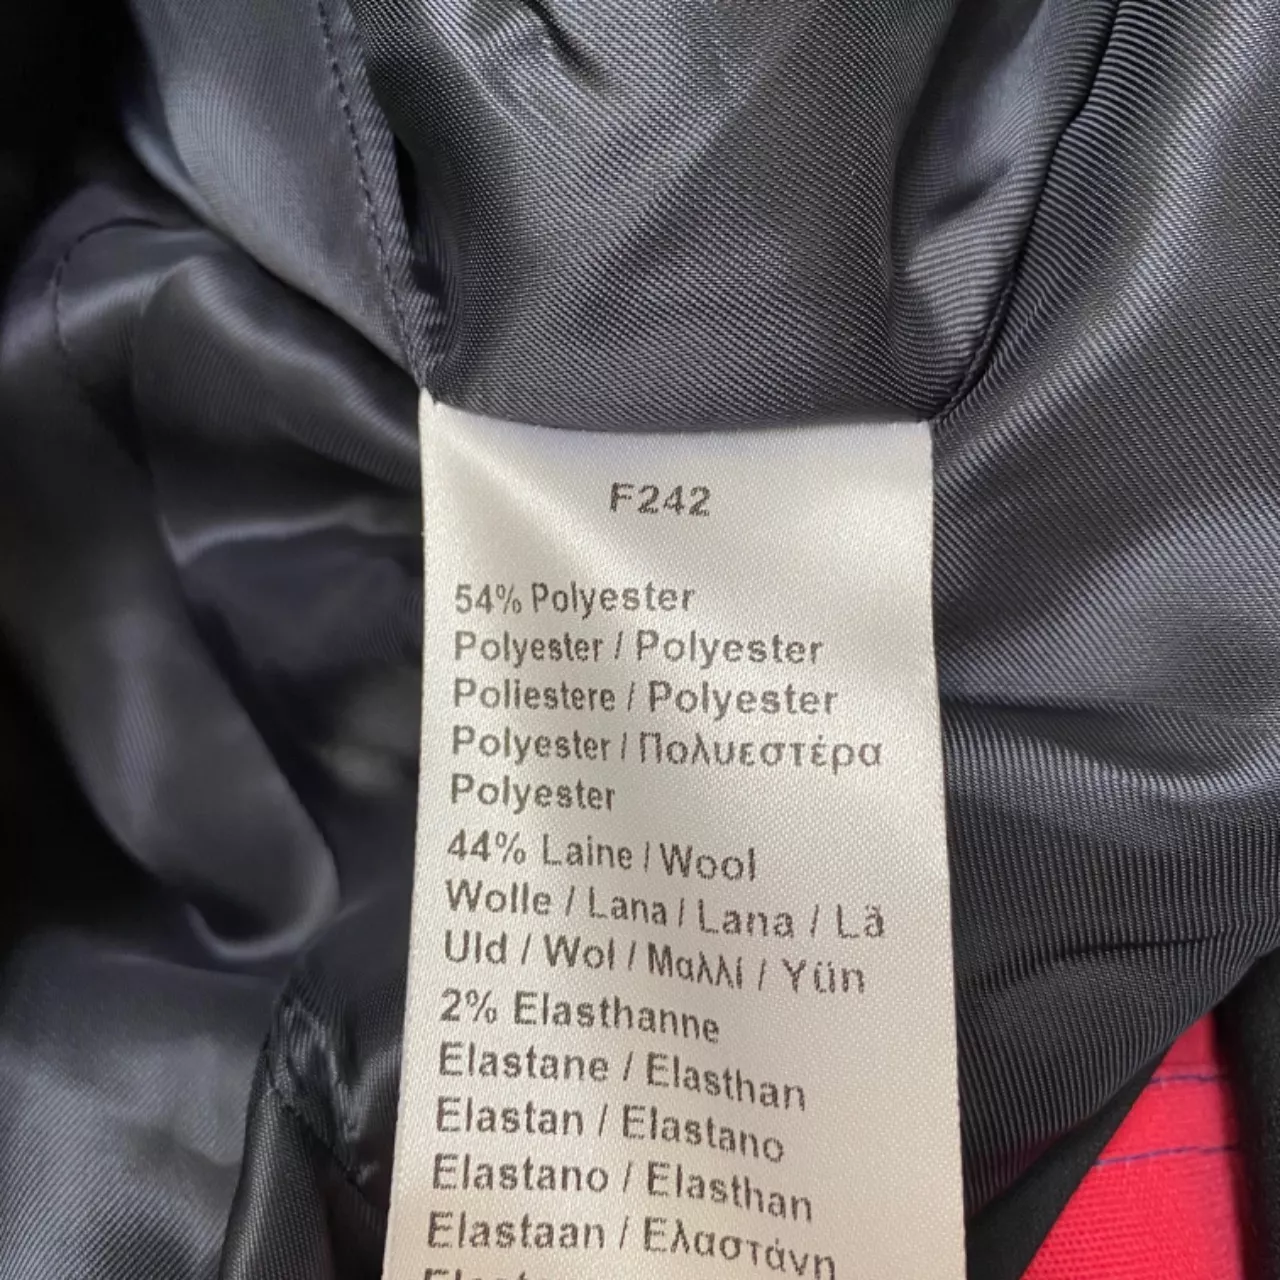 F242
54% Polyester
Polyester / Polyester
Poliestere / Polyester
Polyester / Πολυεστέρα
Polyester
44% Laine / Wool
Wolle / Lana / Lana / Lã
Uld / Wol / Μαλλί / Yün
2% Elasthanne
Elastane / Elasthan
Elastan / Elastano
Elastano / Elasthan
Elastaan / Ελαστάνη